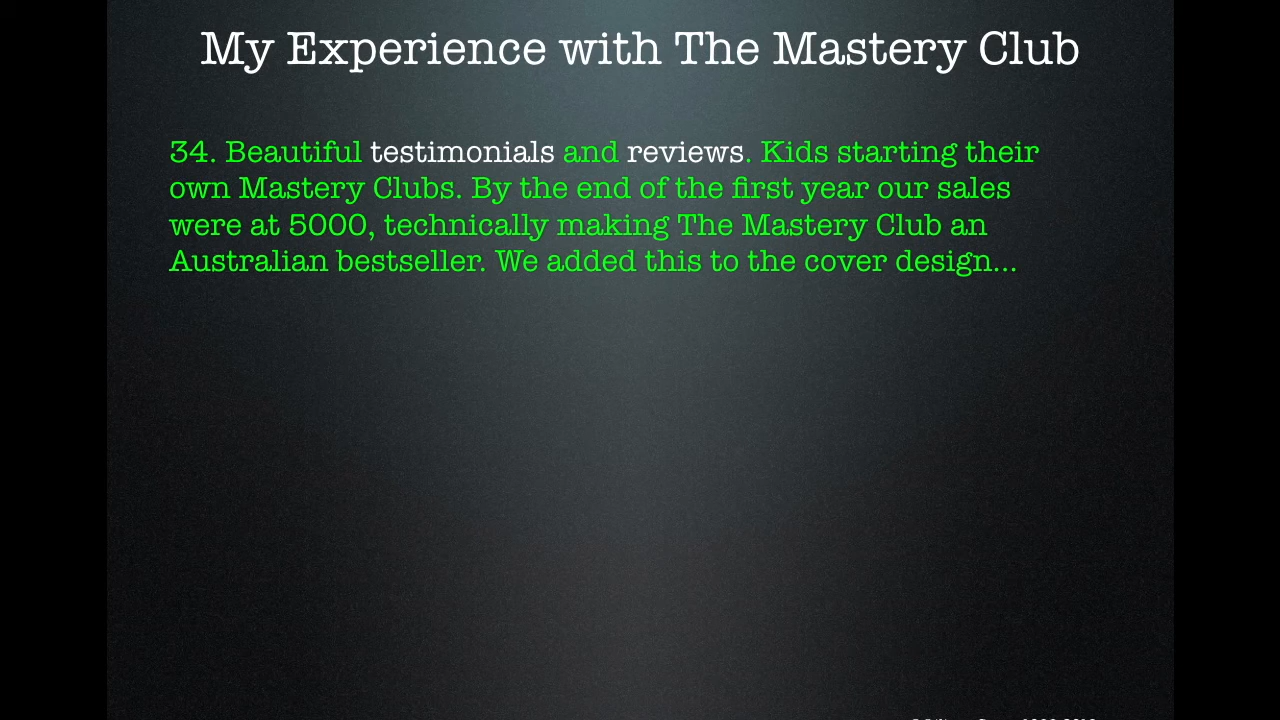 My Experience with The Mastery Club
34. Beautiful testimonials and reviews. Kids starting their
own Mastery Clubs. By the end of the first year our sales
were at 5000, technically making The Mastery Club an
Australian bestseller. We added this to the cover design...